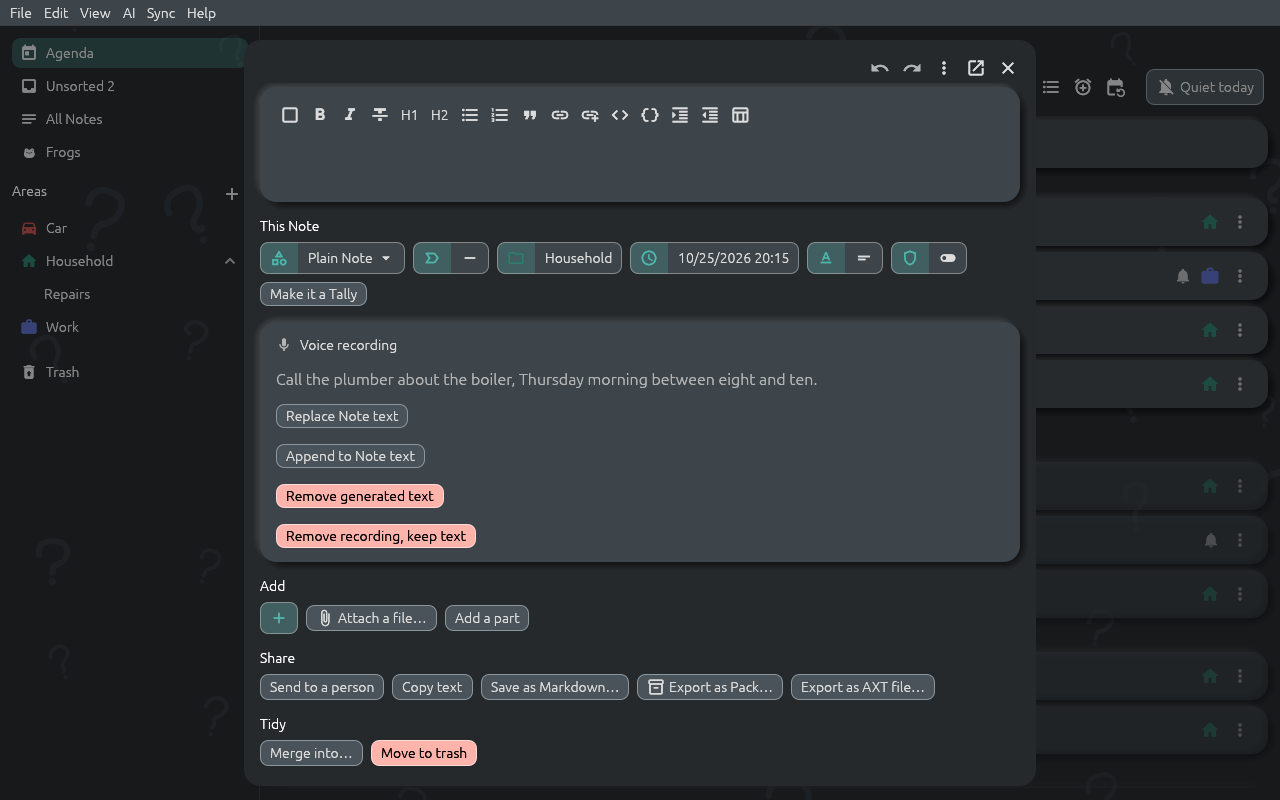 File Edit View AI Sync Help
Agenda
Unsorted 2
All Notes
Frogs
Areas
Car
Household
Repairs
Work
Trash
Quiet today
B I H1 H2
This Note
Plain Note
Household
10/25/2026 20:15
Make it a Tally
Voice recording
Call the plumber about the boiler, Thursday morning between eight and ten.
Replace Note text
Append to Note text
Remove generated text
Remove recording, keep text
Add
Attach a file…
Add a part
Share
Send to a person
Copy text
Save as Markdown…
Export as Pack…
Export as AXT file…
Tidy
Merge into…
Move to trash